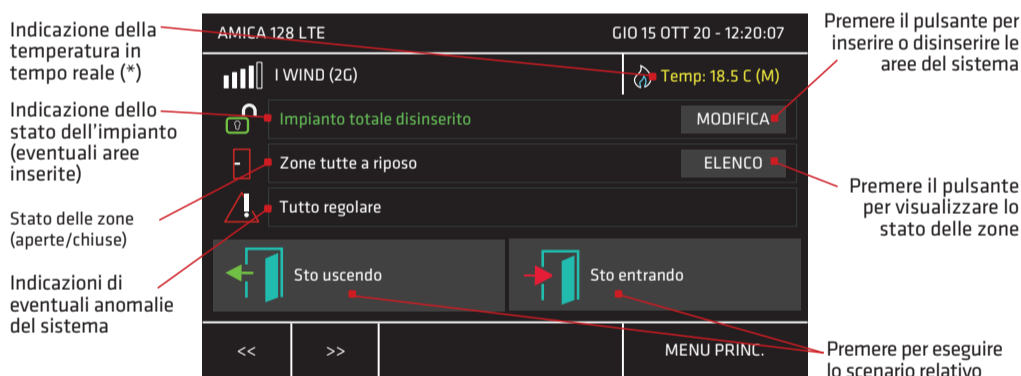 Indicazione della
temperatura in
tempo reale (*)
Indicazione dello
stato dell'impianto
(eventuali aree
inserite)
Stato delle zone
(aperte/chiuse)
Indicazioni di
eventuali anomalie
del sistema
AMICA 128 LTE
GIO 15 OTT 20 - 12:20:07
I WIND (2G)
Temp: 18.5 C (M)
Impianto totale disinserito
MODIFICA
Zone tutte a riposo
ELENCO
Tutto regolare
Sto uscendo
Sto entrando
<<
>>
MENU PRINC.
Premere il pulsante per
inserire o disinserire le
aree del sistema
Premere il pulsante
per visualizzare lo
stato delle zone
Premere per eseguire
lo scenario relativo